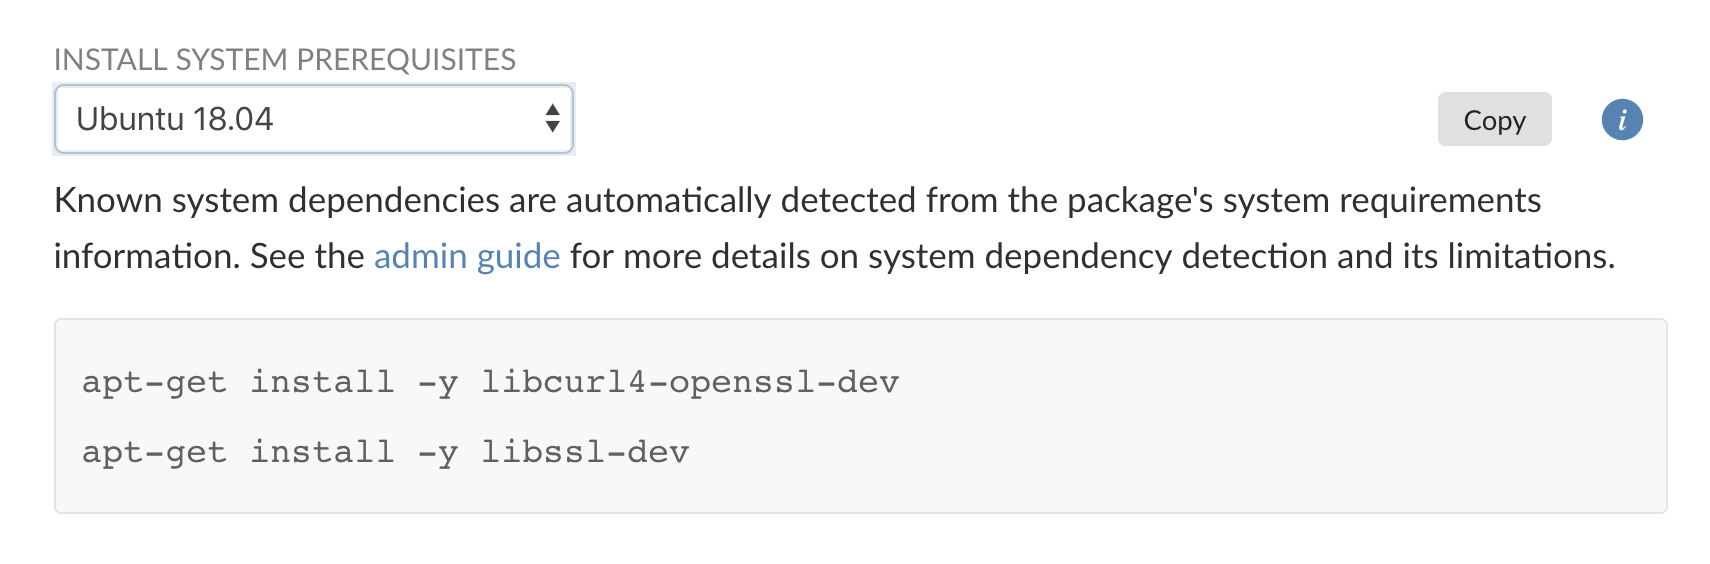 INSTALL SYSTEM PREREQUISITES
Ubuntu 18.04
Copy
i
Known system dependencies are automatically detected from the package's system requirements
information. See the admin guide for more details on system dependency detection and its limitations.
apt-get install -y libcurl4-openssl-dev
apt-get install -y libssl-dev